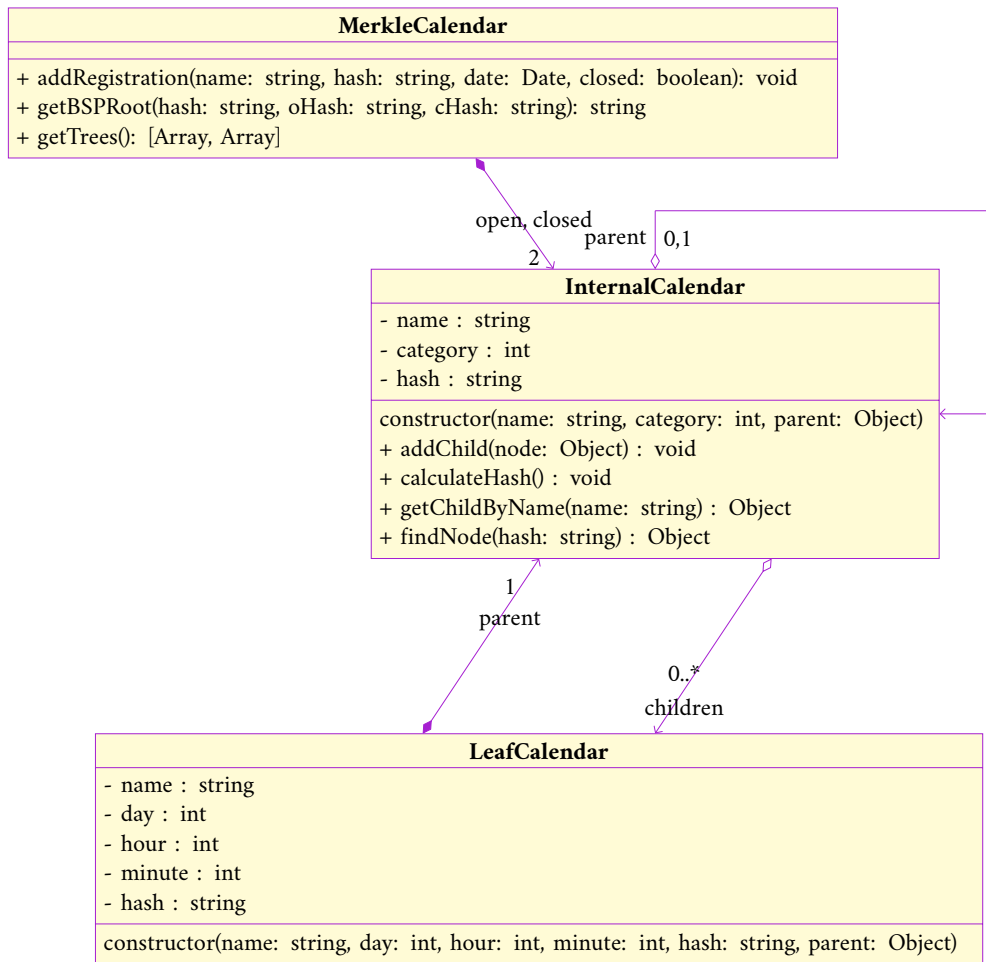 MerkleCalendar
+ addRegistration(name: string, hash: string, date: Date, closed: boolean): void
+ getBSPRoot(hash: string, oHash: string, cHash: string): string
+ getTrees(): [Array, Array]
open, closed
parent 0,1
2
InternalCalendar
- name : string
- category : int
- hash : string
constructor(name: string, category: int, parent: Object)
+ addChild(node: Object) : void
+ calculateHash() : void
+ getChildByName(name: string) : Object
+ findNode(hash: string) : Object
1
parent
0..*
children
LeafCalendar
- name : string
- day : int
- hour : int
- minute : int
- hash : string
constructor(name: string, day: int, hour: int, minute: int, hash: string, parent: Object)